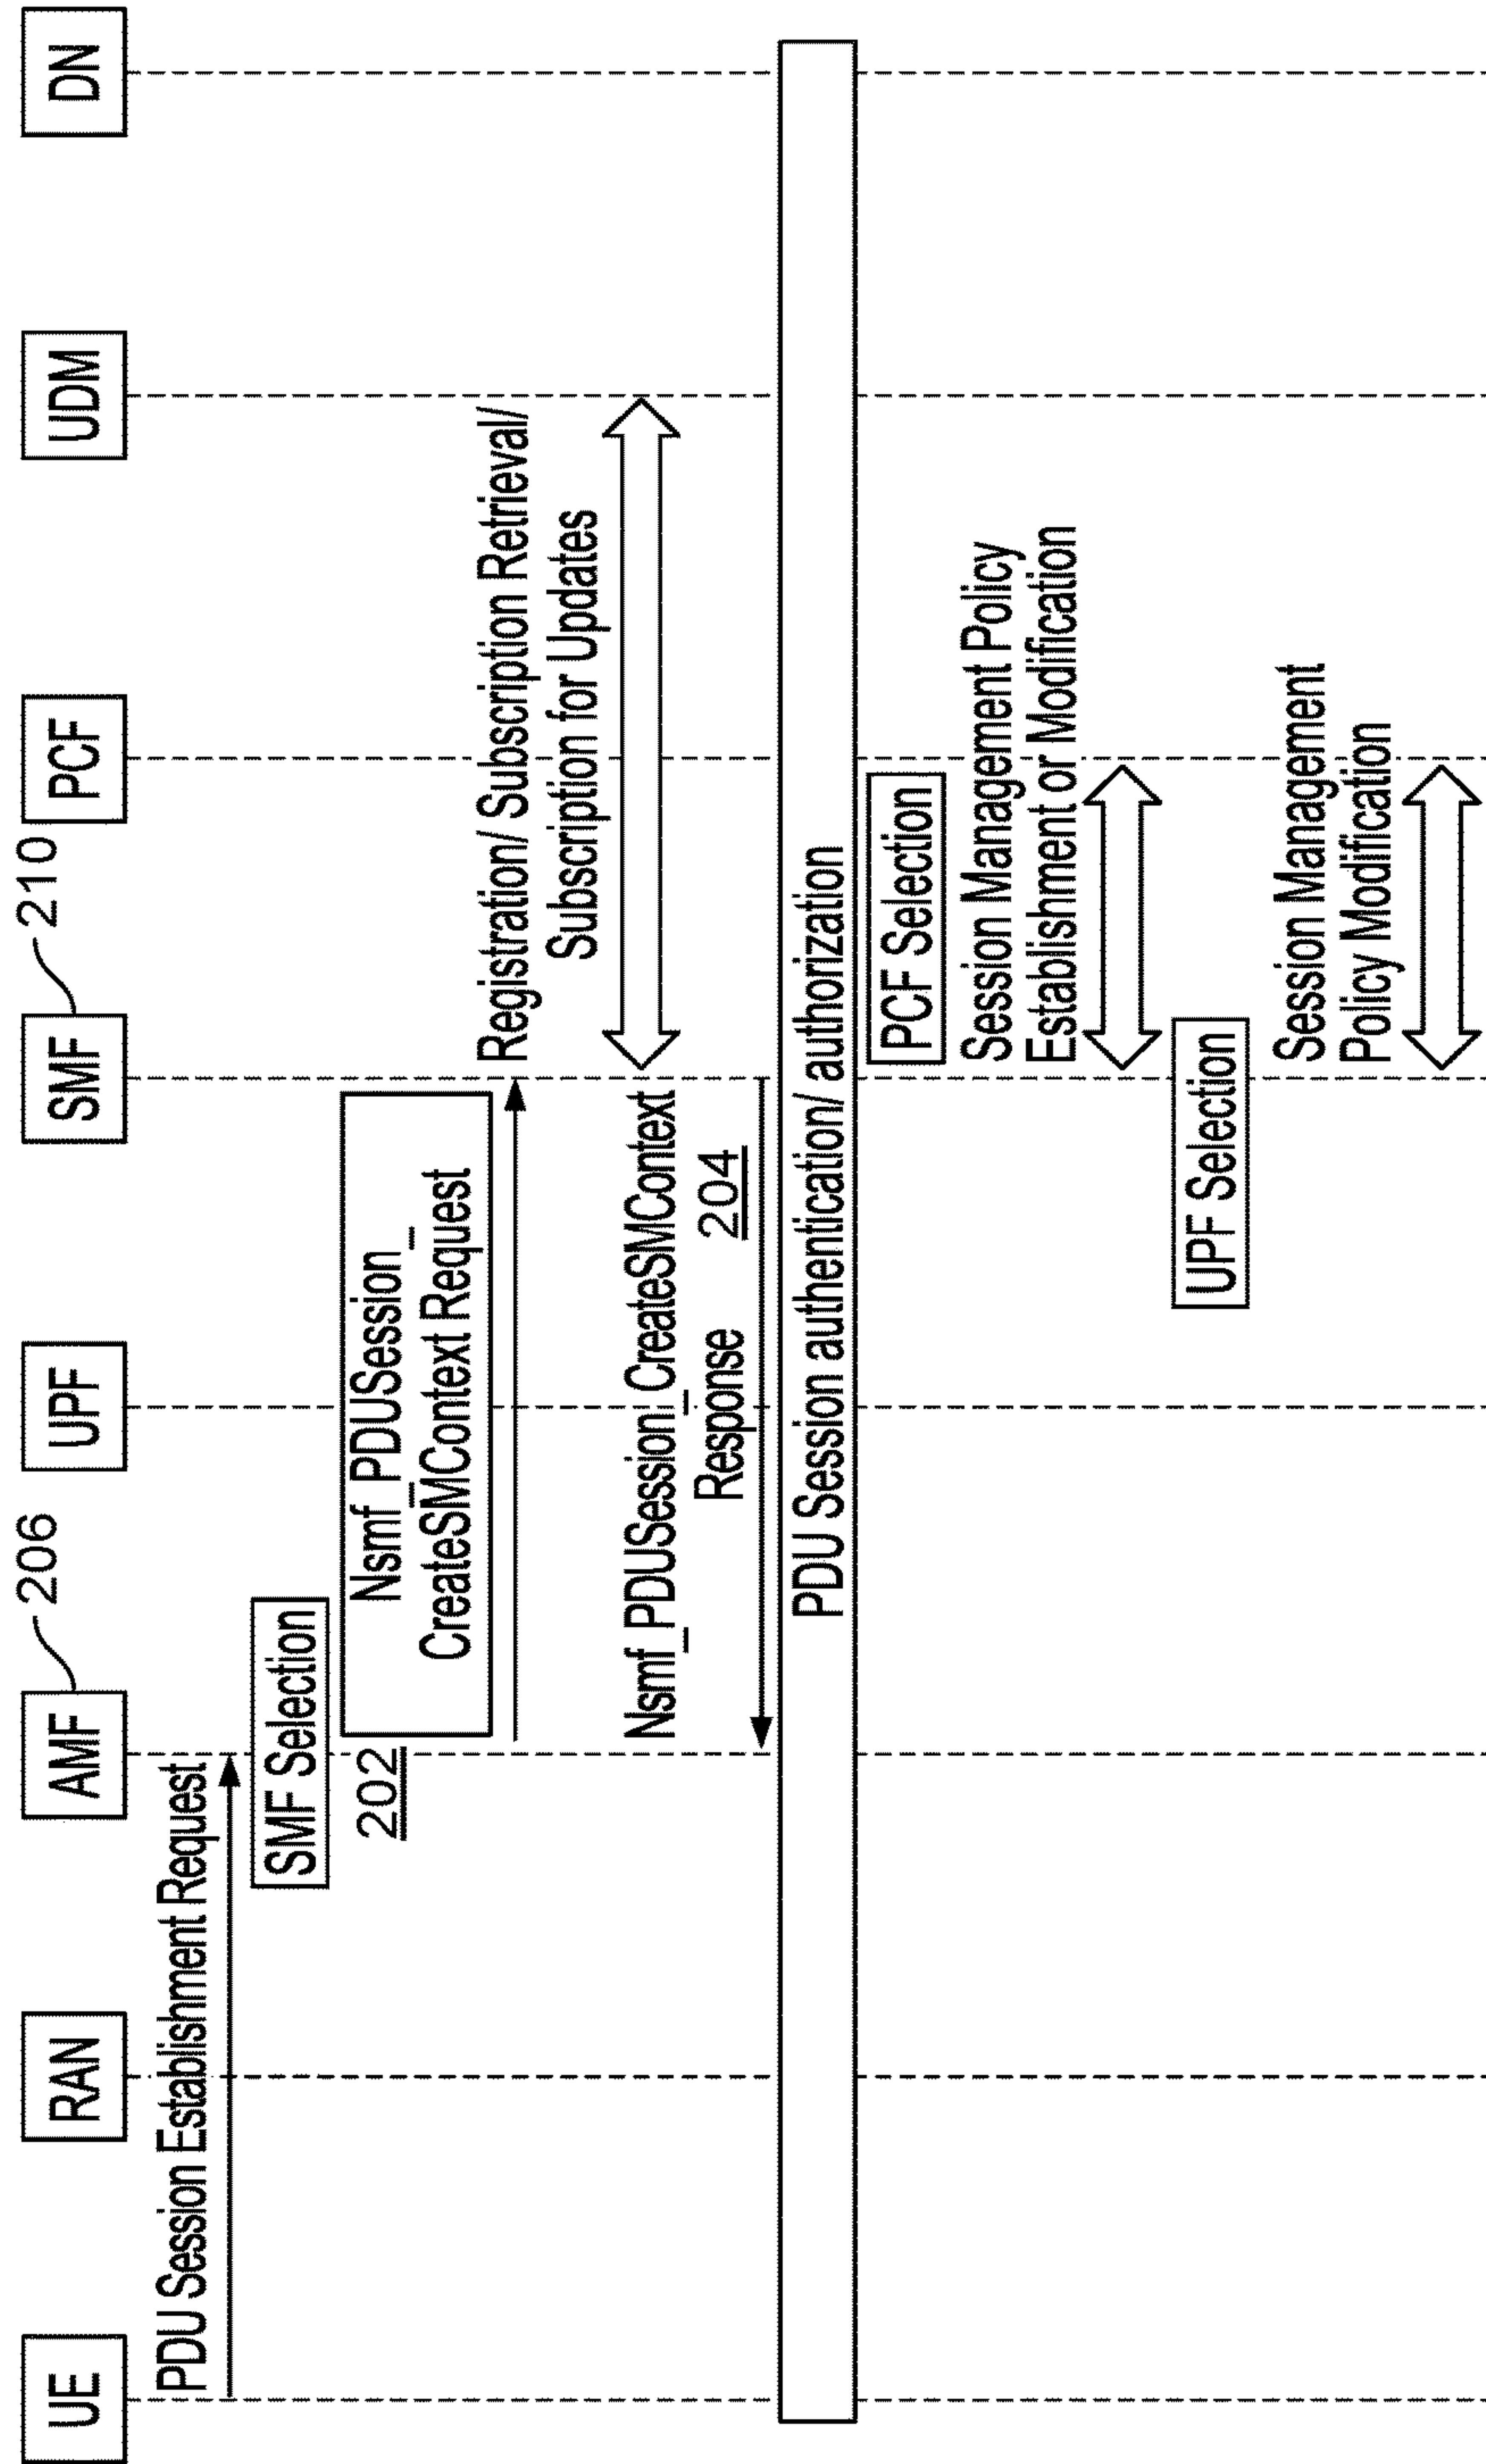 UE
RAN
AMF
206
UPF
SMF
210
PCF
UDM
DN
PDU Session Establishment Request
SMF Selection
202
Nsmf_PDUSession_
CreateSMContext Request
Registration/ Subscription Retrieval/
Subscription for Updates
Nsmf_PDUSession_CreateSMContext
Response
204
PDU Session authentication/ authorization
PCF Selection
Session Management Policy
Establishment or Modification
UPF Selection
Session Management
Policy Modification